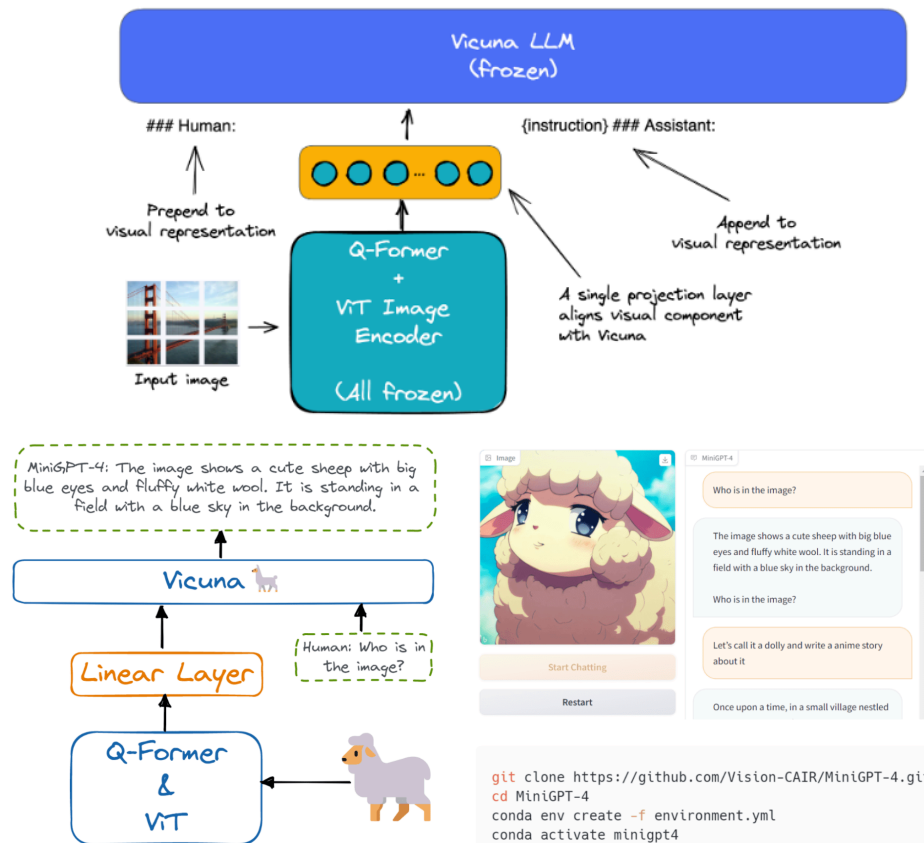 Vicuna LLM
(frozen)
### Human:
{instruction} ### Assistant:
...
Prepend to
visual representation
Append to
visual representation
Q-Former
+
ViT Image
Encoder
(All frozen)
A single projection layer
aligns visual component
with Vicuna
Input image
MiniGPT-4: The image shows a cute sheep with big
blue eyes and fluffy white wool. It is standing in a
field with a blue sky in the background.
Vicuna
Human: Who is in
the image?
Linear Layer
Q-Former
&
ViT
Image
Start Chatting
Restart
MiniGPT-4
Who is in the image?
The image shows a cute sheep with big blue
eyes and fluffy white wool. It is standing in a
field with a blue sky in the background.
Who is in the image?
Let's call it a dolly and write a anime story
about it
Once upon a time, in a small village nestled
git clone https://github.com/Vision-CAIR/MiniGPT-4.git
cd MiniGPT-4
conda env create -f environment.yml
conda activate minigpt4